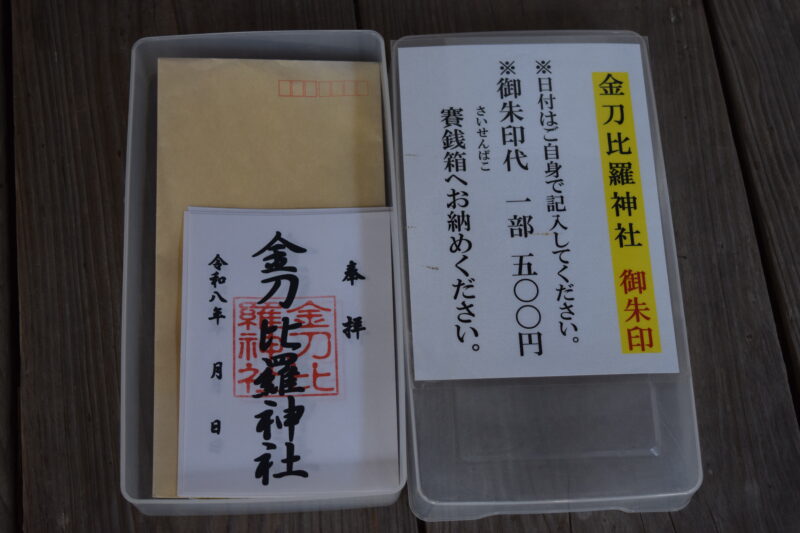 金刀比羅神社 御朱印
※日付はご自身で記入してください。
※御朱印代 一部 五〇〇円
さいせんばこ
賽銭箱へお納めください。
奉拝
金刀比羅神社
金刀比
羅神社
令和八年 月 日